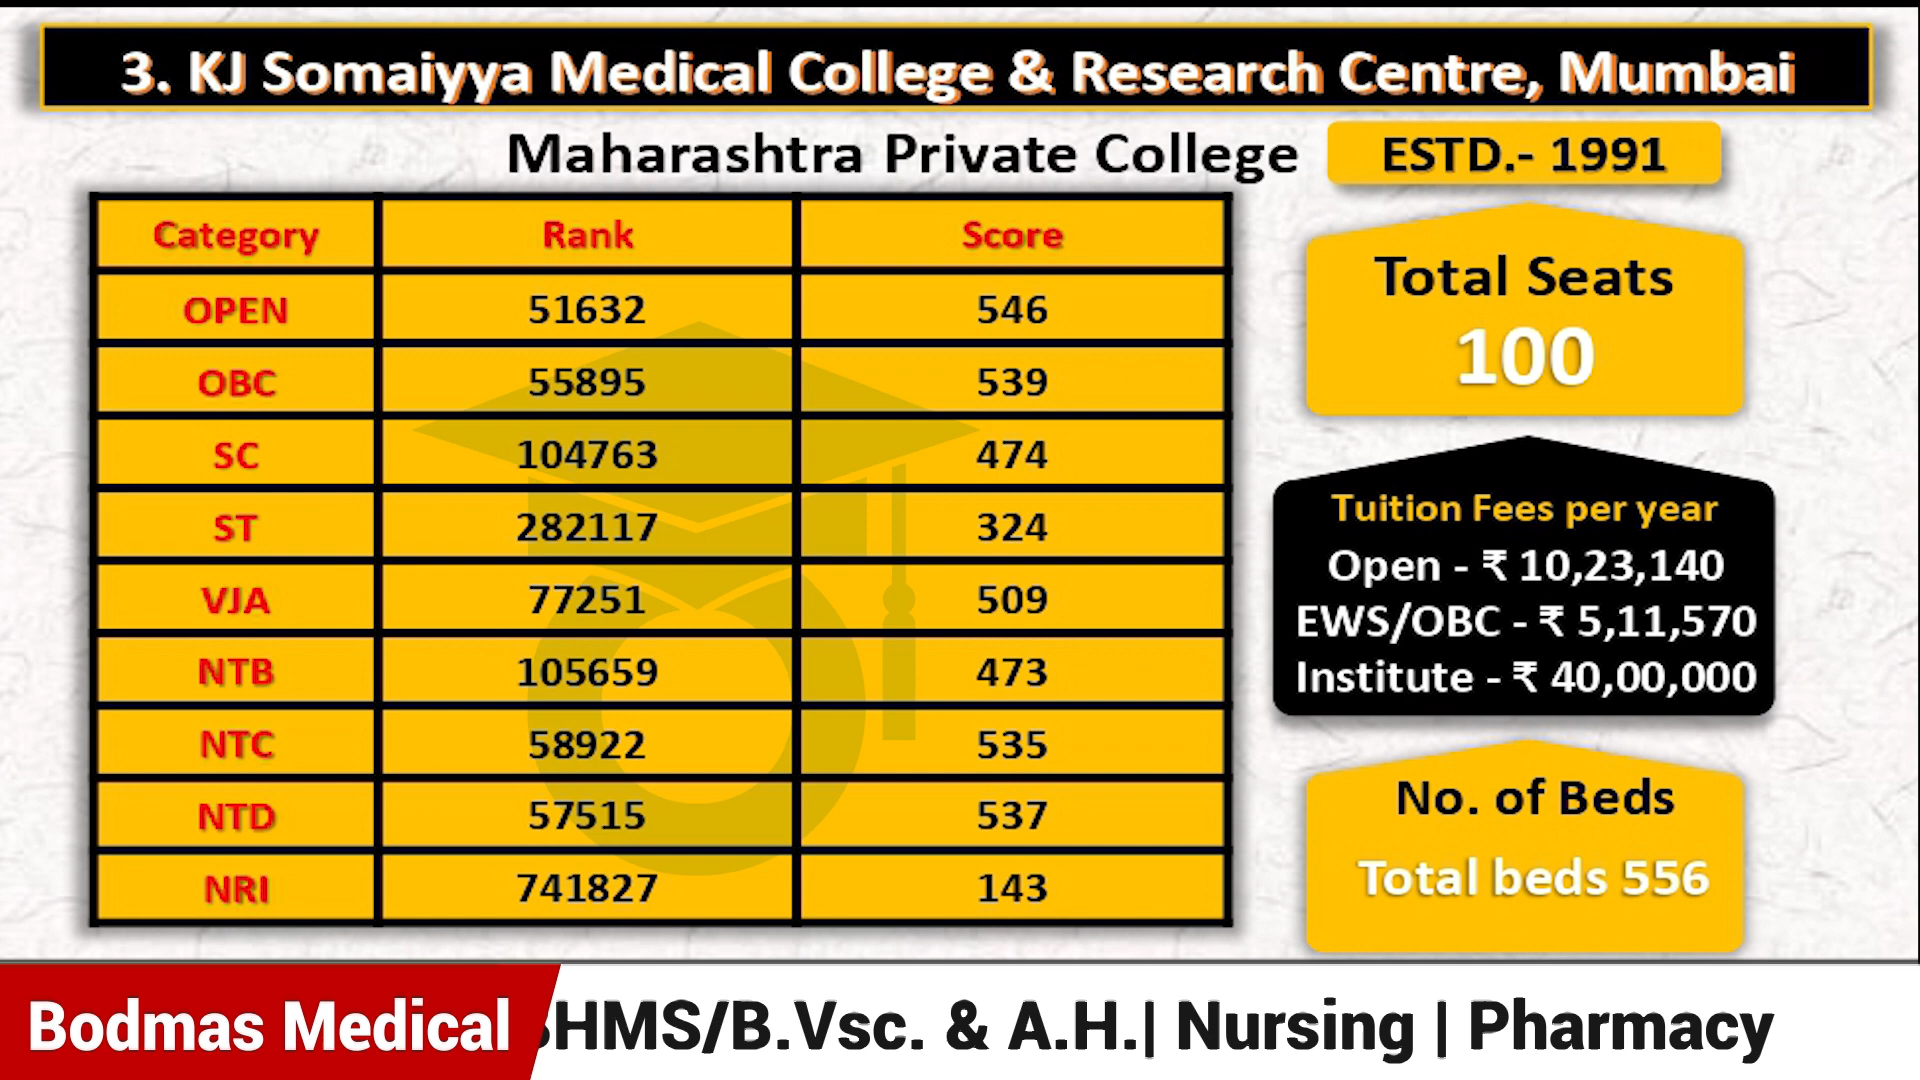 3. KJ Somaiyya Medical College & Research Centre, Mumbai
Maharashtra Private College
ESTD.- 1991
Category Rank Score
OPEN 51632 546
OBC 55895 539
SC 104763 474
ST 282117 324
VJA 77251 509
NTB 105659 473
NTC 58922 535
NTD 57515 537
NRI 741827 143
Total Seats
100
Tuition Fees per year
Open - ₹ 10,23,140
EWS/OBC - ₹ 5,11,570
Institute - ₹ 40,00,000
No. of Beds
Total beds 556
Bodmas Medical
HMS/B.Vsc. & A.H.| Nursing | Pharmacy